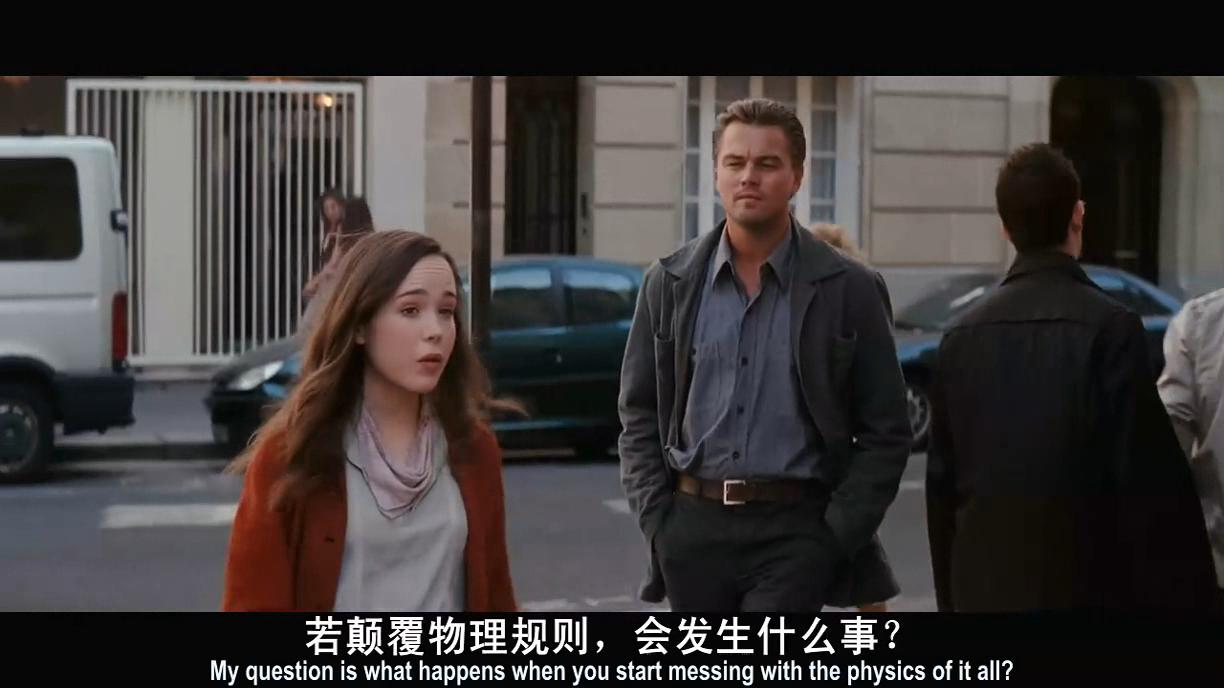 若颠覆物理规则，会发生什么事？
My question is what happens when you start messing with the physics of it all?